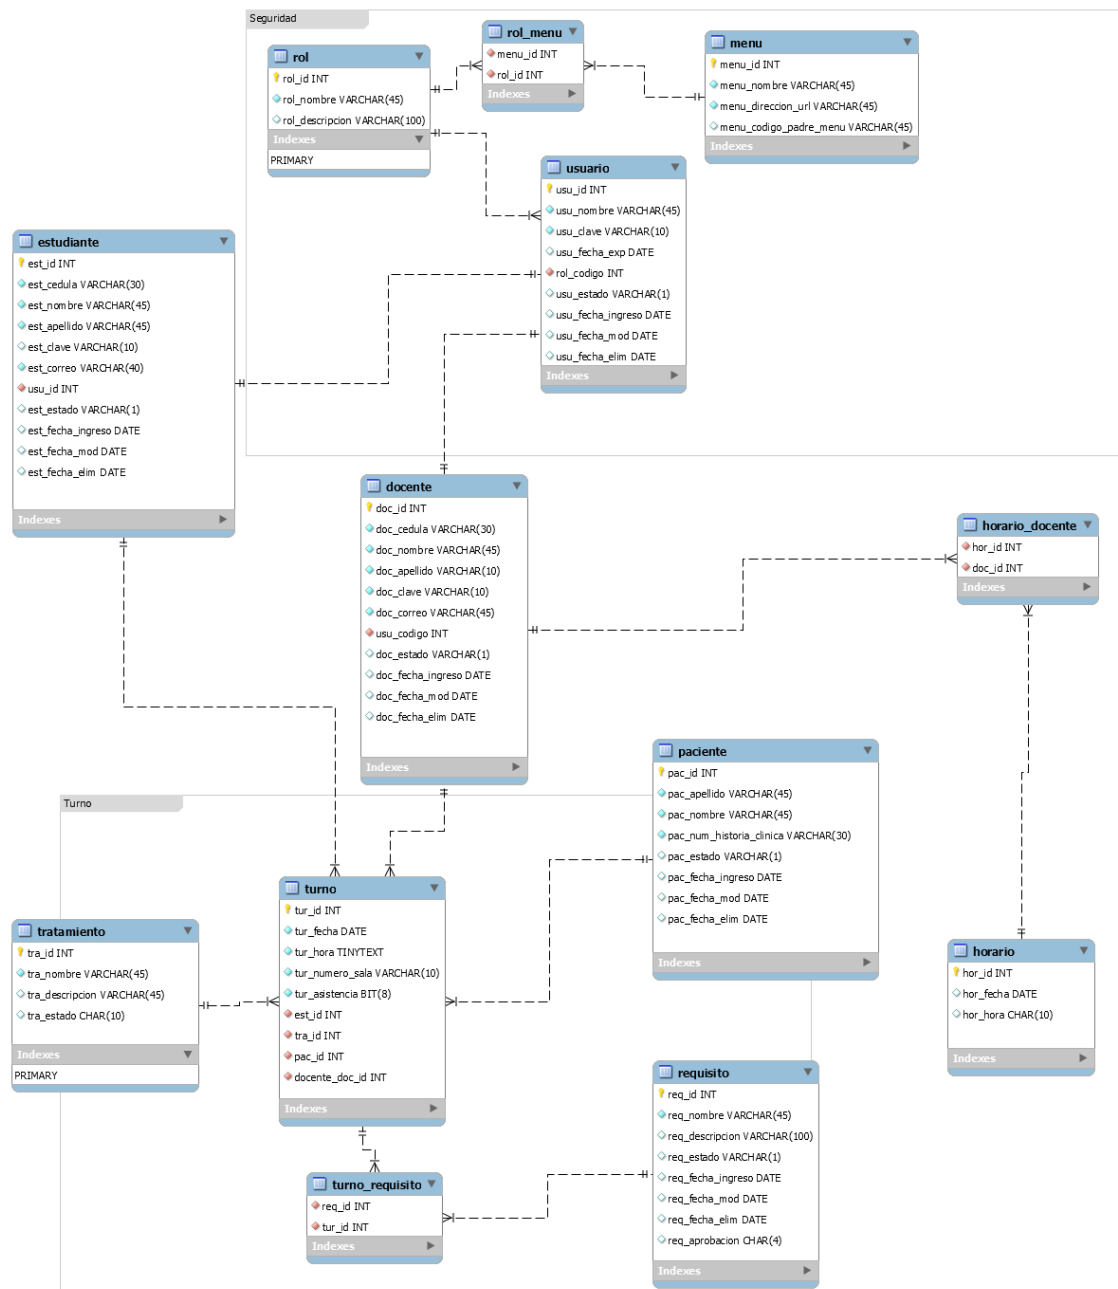 Seguridad
rol
rol_id INT
rol_nombre VARCHAR(45)
rol_descripcion VARCHAR(100)
Indexes
PRIMARY
rol_menu
menu_id INT
rol_id INT
Indexes
menu
menu_id INT
menu_nombre VARCHAR(45)
menu_direccion_url VARCHAR(45)
menu_codigo_padre_menu VARCHAR(45)
Indexes
usuario
usu_id INT
usu_nombre VARCHAR(45)
usu_clave VARCHAR(10)
usu_fecha_exp DATE
rol_codigo INT
usu_estado VARCHAR(1)
usu_fecha_ingreso DATE
usu_fecha_mod DATE
usu_fecha_elim DATE
Indexes
estudiante
est_id INT
est_cedula VARCHAR(30)
est_nombre VARCHAR(45)
est_apellido VARCHAR(45)
est_clave VARCHAR(10)
est_correo VARCHAR(40)
usu_id INT
est_estado VARCHAR(1)
est_fecha_ingreso DATE
est_fecha_mod DATE
est_fecha_elim DATE
Indexes
docente
doc_id INT
doc_cedula VARCHAR(30)
doc_nombre VARCHAR(45)
doc_apellido VARCHAR(10)
doc_clave VARCHAR(10)
doc_correo VARCHAR(45)
usu_codigo INT
doc_estado VARCHAR(1)
doc_fecha_ingreso DATE
doc_fecha_mod DATE
doc_fecha_elim DATE
Indexes
horario_docente
hor_id INT
doc_id INT
Indexes
paciente
pac_id INT
pac_apellido VARCHAR(45)
pac_nombre VARCHAR(45)
pac_num_historia_clinica VARCHAR(30)
pac_estado VARCHAR(1)
pac_fecha_ingreso DATE
pac_fecha_mod DATE
pac_fecha_elim DATE
Indexes
Turno
turno
tur_id INT
tur_fecha DATE
tur_hora TINYTEXT
tur_numero_sala VARCHAR(10)
tur_asistencia BIT(8)
est_id INT
tra_id INT
pac_id INT
docente_doc_id INT
Indexes
tratamiento
tra_id INT
tra_nombre VARCHAR(45)
tra_descripcion VARCHAR(45)
tra_estado CHAR(10)
Indexes
PRIMARY
horario
hor_id INT
hor_fecha DATE
hor_hora CHAR(10)
Indexes
requisito
req_id INT
req_nombre VARCHAR(45)
req_descripcion VARCHAR(100)
req_estado VARCHAR(1)
req_fecha_ingreso DATE
req_fecha_mod DATE
req_fecha_elim DATE
req_aprobacion CHAR(4)
Indexes
turno_requisito
req_id INT
tur_id INT
Indexes